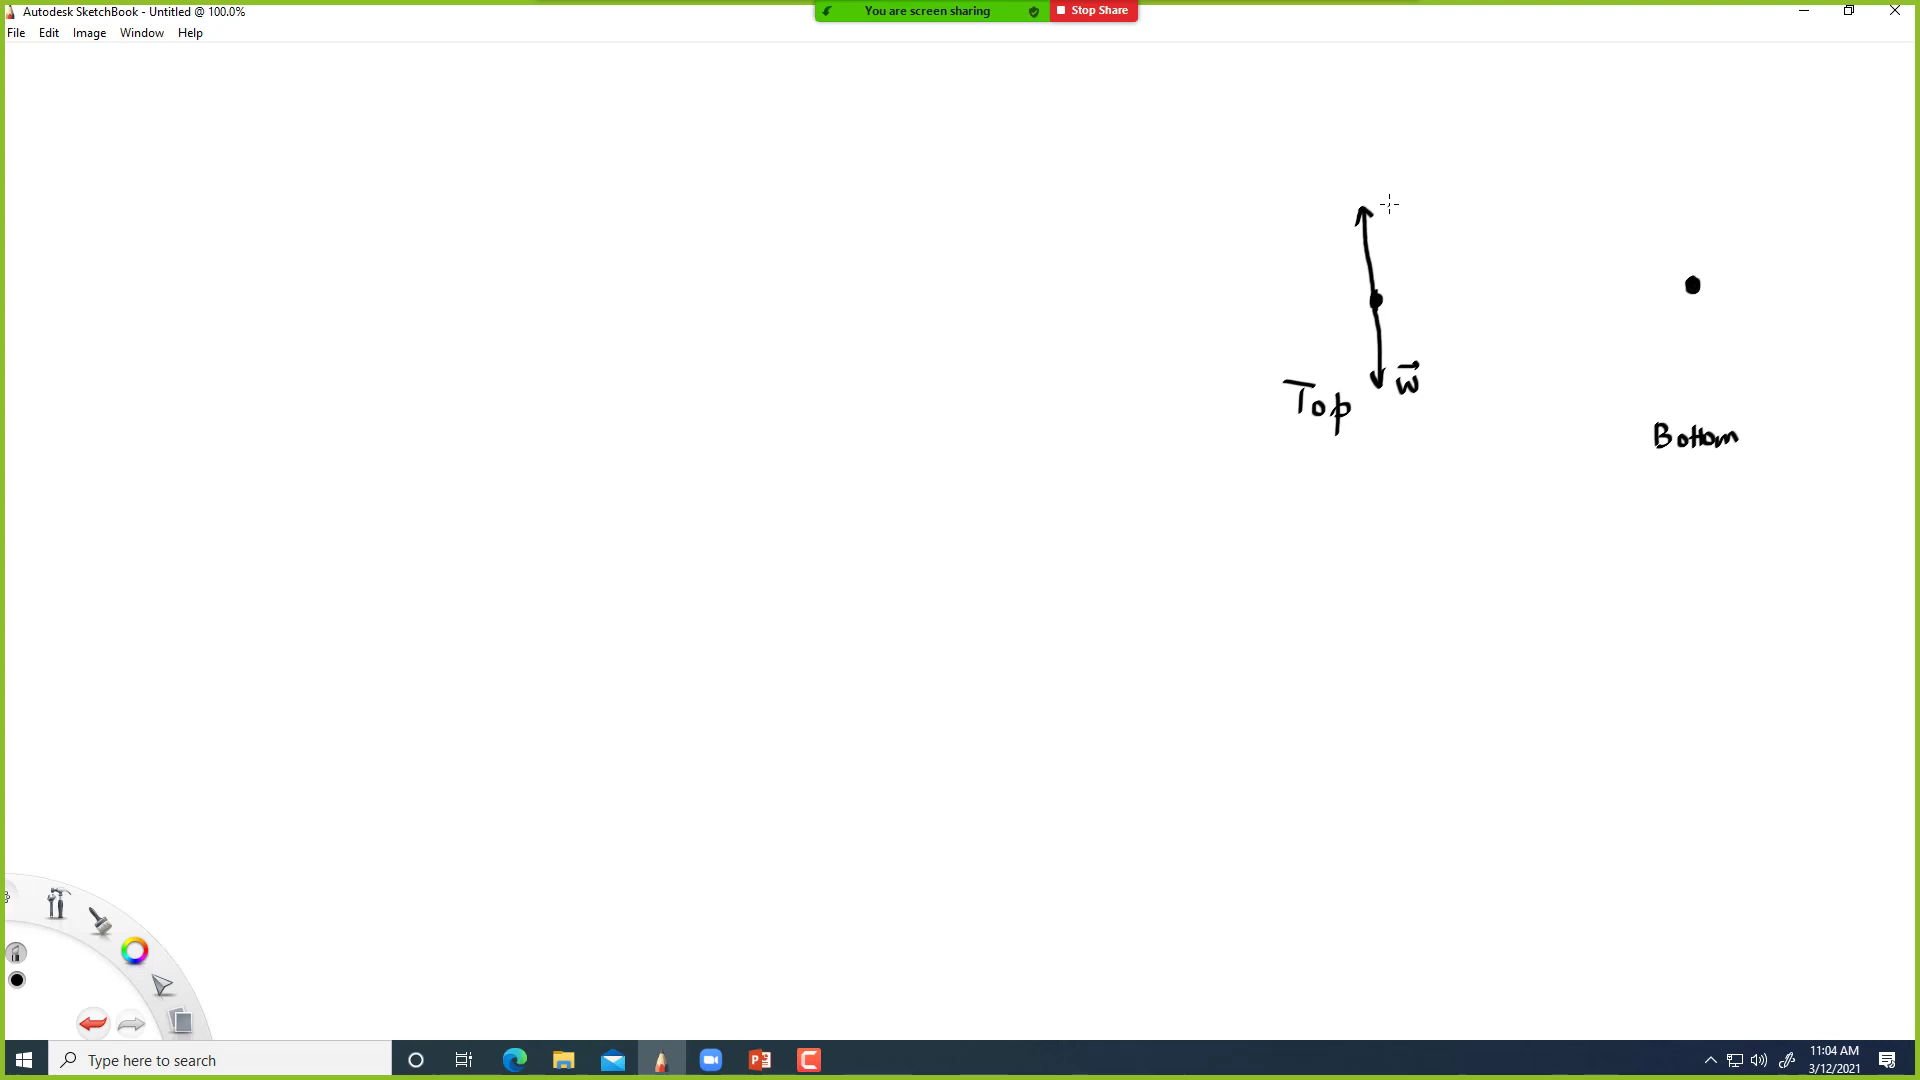 Autodesk SketchBook - Untitled @ 100.0%
You are screen sharing
Stop Share
File Edit Image Window Help
w
Top
Bottom
Type here to search
11:04 AM
3/12/2021